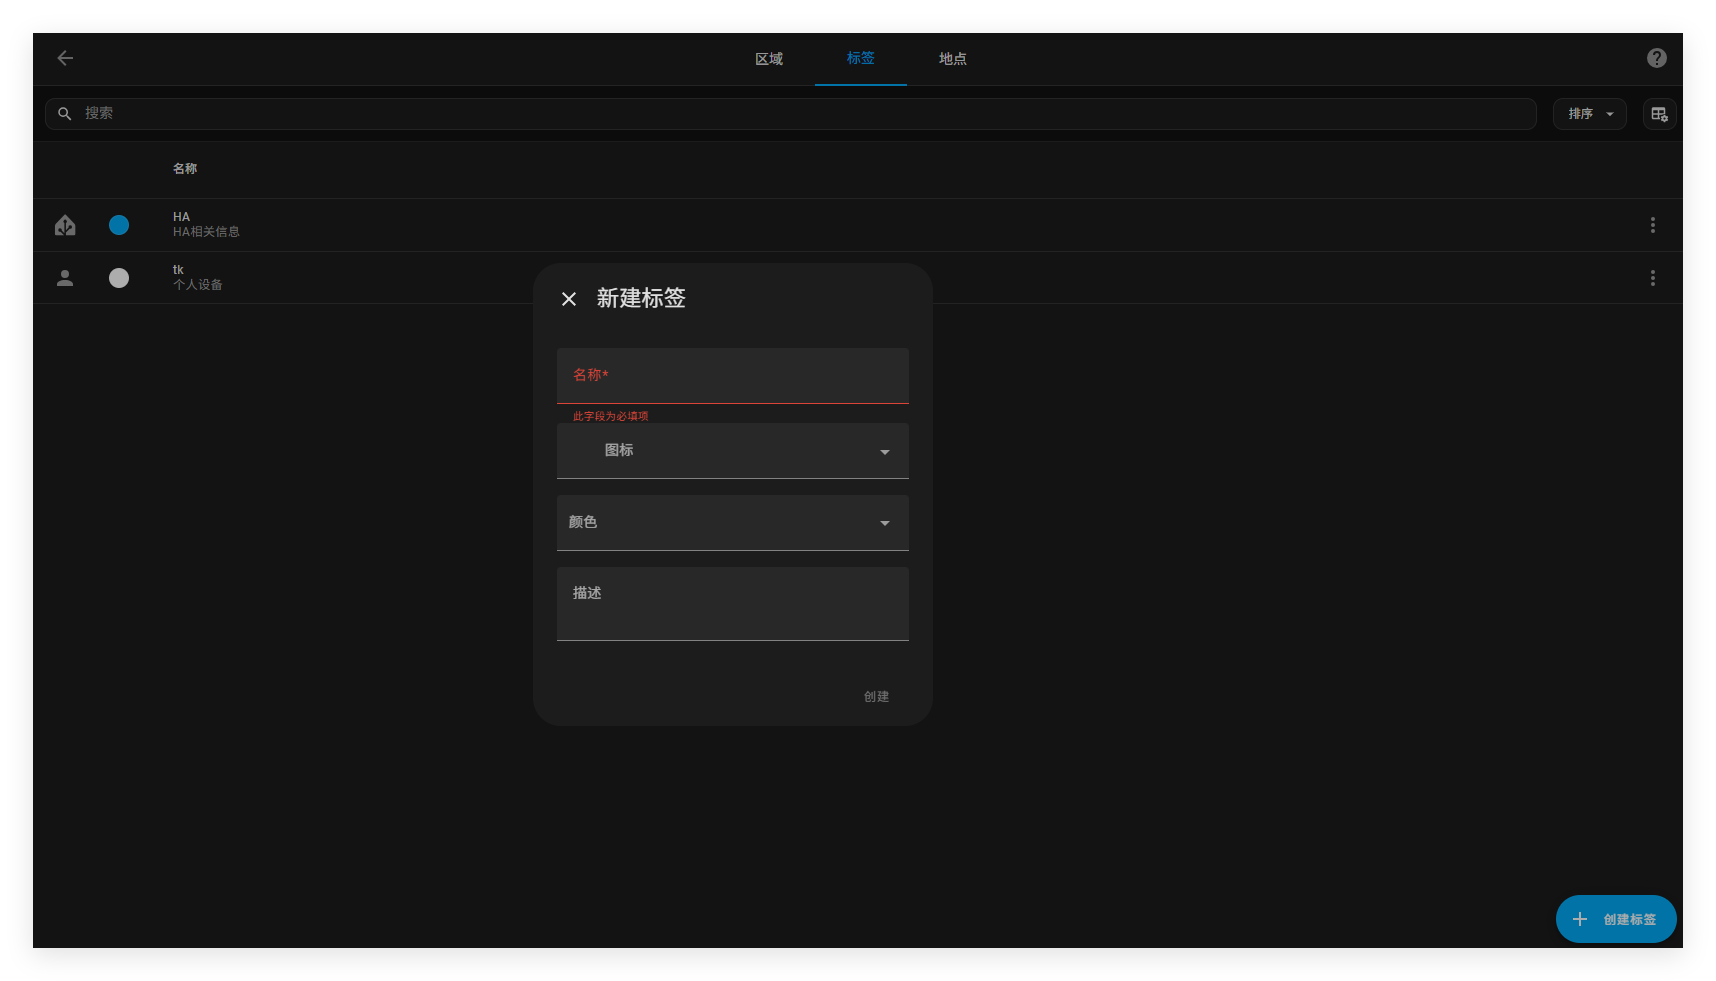 区域
标签
地点
搜索
排序
名称
HA
HA相关信息
tk
个人设备
新建标签
名称*
此字段为必填项
图标
颜色
描述
创建
创建标签